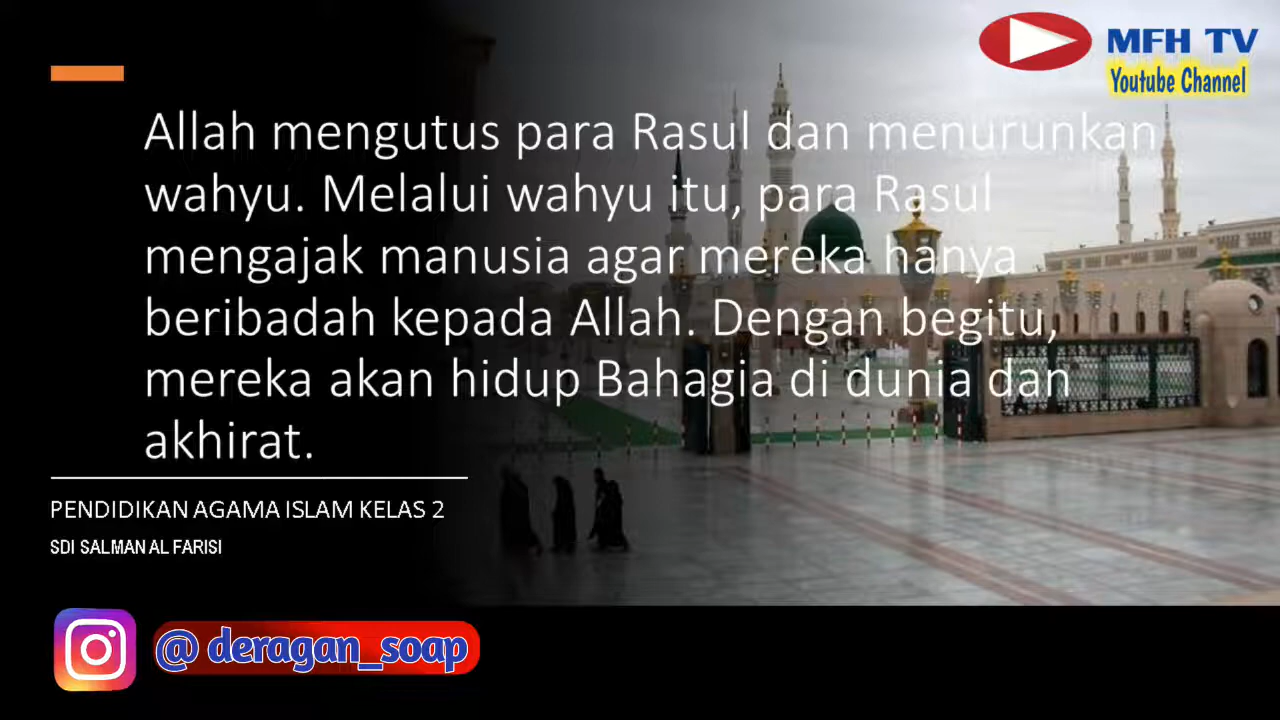 MFH TV
Youtube Channel
Allah mengutus para Rasul dan menurunkan
wahyu. Melalui wahyu itu, para Rasul
mengajak manusia agar mereka hanya
beribadah kepada Allah. Dengan begitu,
mereka akan hidup Bahagia di dunia dan
akhirat.
PENDIDIKAN AGAMA ISLAM KELAS 2
SDI SALMAN AL FARISI
@ deragan_soap